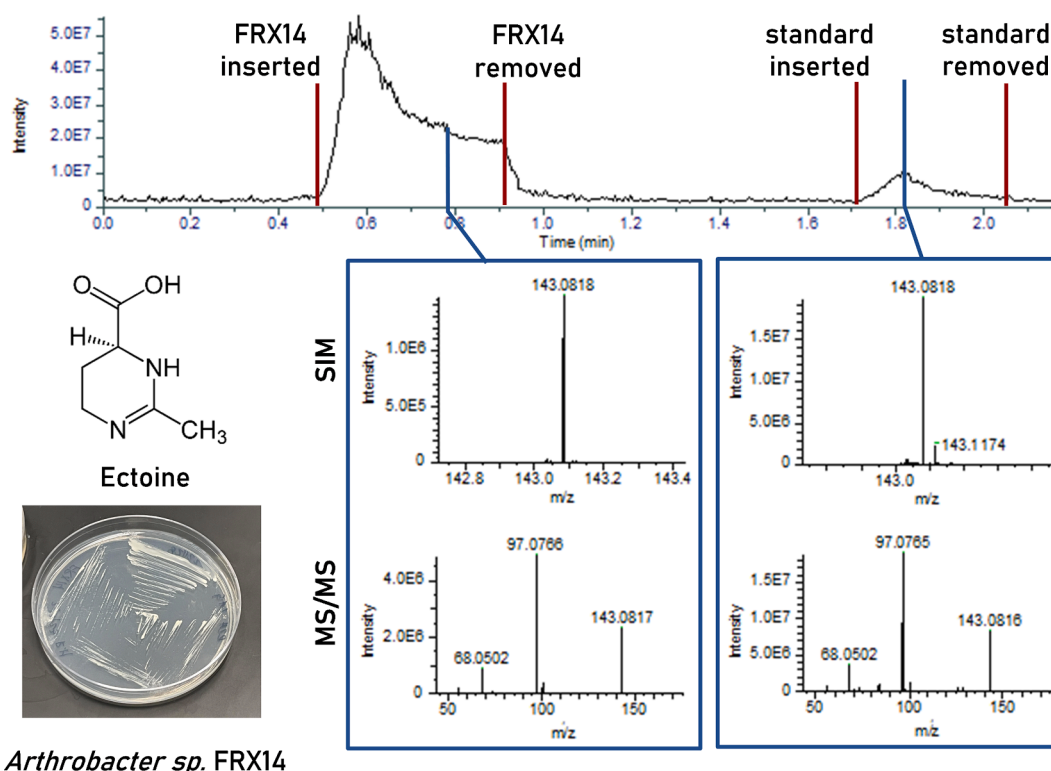 FRX14
inserted
FRX14
removed
standard
inserted
standard
removed
Intensity
5.0E7
4.0E7
3.0E7
2.0E7
1.0E7
0
0.0 0.2 0.4 0.6 0.8 1.0 1.2 1.4 1.6 1.8 2.0
Time (min)
O
OH
H
NH
N
CH3
Ectoine
Arthrobacter sp. FRX14
SIM
Intensity
143.0818
1.0E6
5.0E5
0
142.8 143.0 143.2 143.4
m/z
Intensity
143.0818
1.5E7
1.0E7
5.0E6
0
143.1174
143.0
m/z
MS/MS
Intensity
97.0766
4.0E6
143.0817
2.0E6
68.0502
0
50 100 150
m/z
Intensity
97.0765
1.5E7
1.0E7
143.0816
5.0E6
68.0502
0
50 100 150
m/z